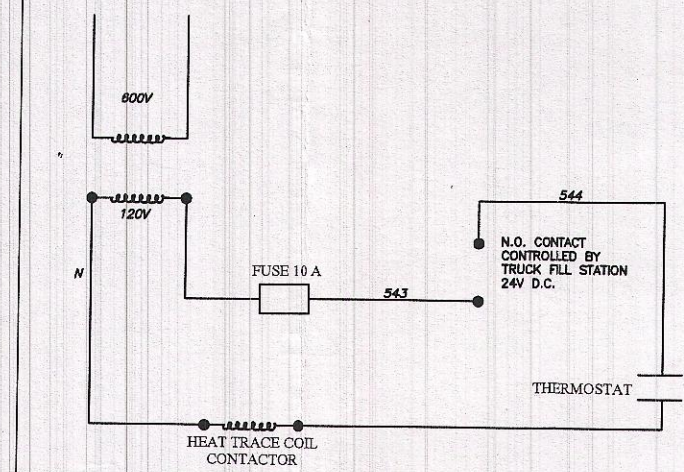 600V
120V
N
FUSE 10 A
543
544
N.O. CONTACT
CONTROLLED BY
TRUCK FILL STATION
24V D.C.
THERMOSTAT
HEAT TRACE COIL
CONTACTOR